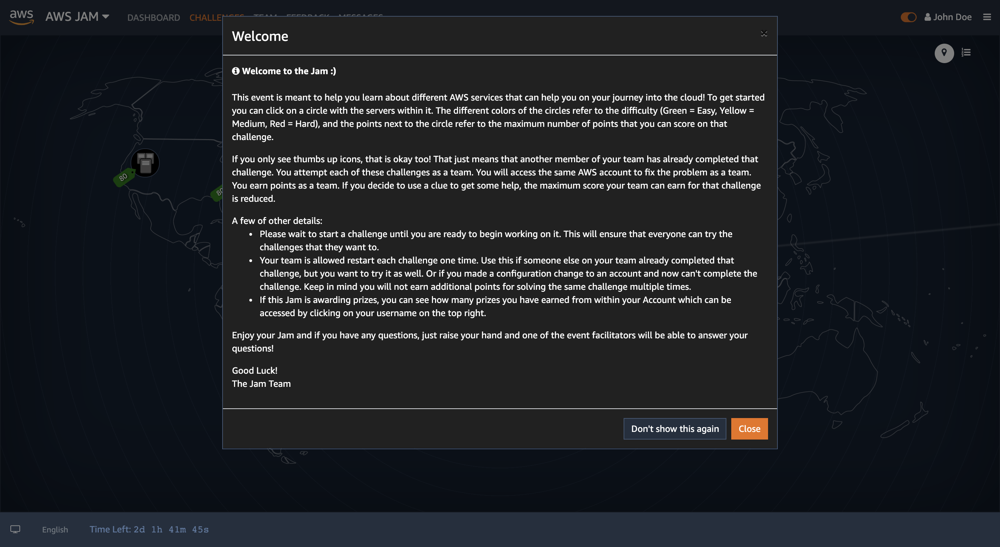 aws AWS JAM DASHBOARD CHALLENGES TEAM FEEDBACK MESSAGES John Doe
Welcome
Welcome to the Jam :)
This event is meant to help you learn about different AWS services that can help you on your journey into the cloud! To get started
you can click on a circle with the servers within it. The different colors of the circles refer to the difficulty (Green = Easy, Yellow =
Medium, Red = Hard), and the points next to the circle refer to the maximum number of points that you can score on that
challenge.
If you only see thumbs up icons, that is okay too! That just means that another member of your team has already completed that
challenge. You attempt each of these challenges as a team. You will access the same AWS account to fix the problem as a team.
You earn points as a team. If you decide to use a clue to get some help, the maximum score your team can earn for that challenge
is reduced.
80
80
A few of other details:
• Please wait to start a challenge until you are ready to begin working on it. This will ensure that everyone can try the
challenges that they want to.
• Your team is allowed restart each challenge one time. Use this if someone else on your team already completed that
challenge, but you want to try it as well. Or if you made a configuration change to an account and now can't complete the
challenge. Keep in mind you will not earn additional points for solving the same challenge multiple times.
• If this Jam is awarding prizes, you can see how many prizes you have earned from within your Account which can be
accessed by clicking on your username on the top right.
Enjoy your Jam and if you have any questions, just raise your hand and one of the event facilitators will be able to answer your
questions!
Good Luck!
The Jam Team
Don't show this again Close
English Time Left: 2d 1h 41m 45s